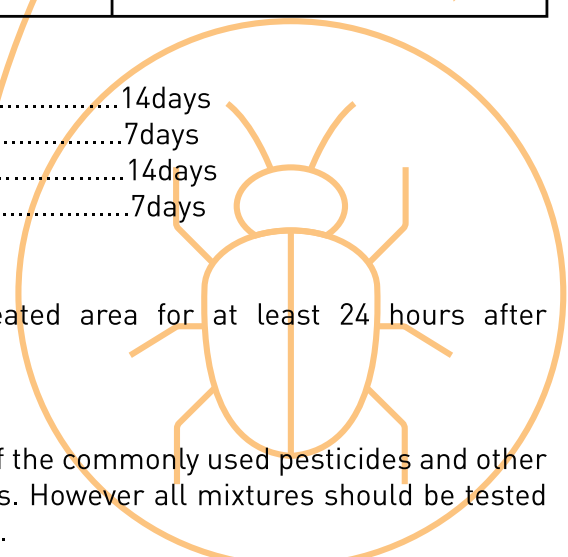 ...............14days
...............7days
...............14days
...............7days
area for at least 24 hours after
the commonly used pesticides and other
However all mixtures should be tested
.